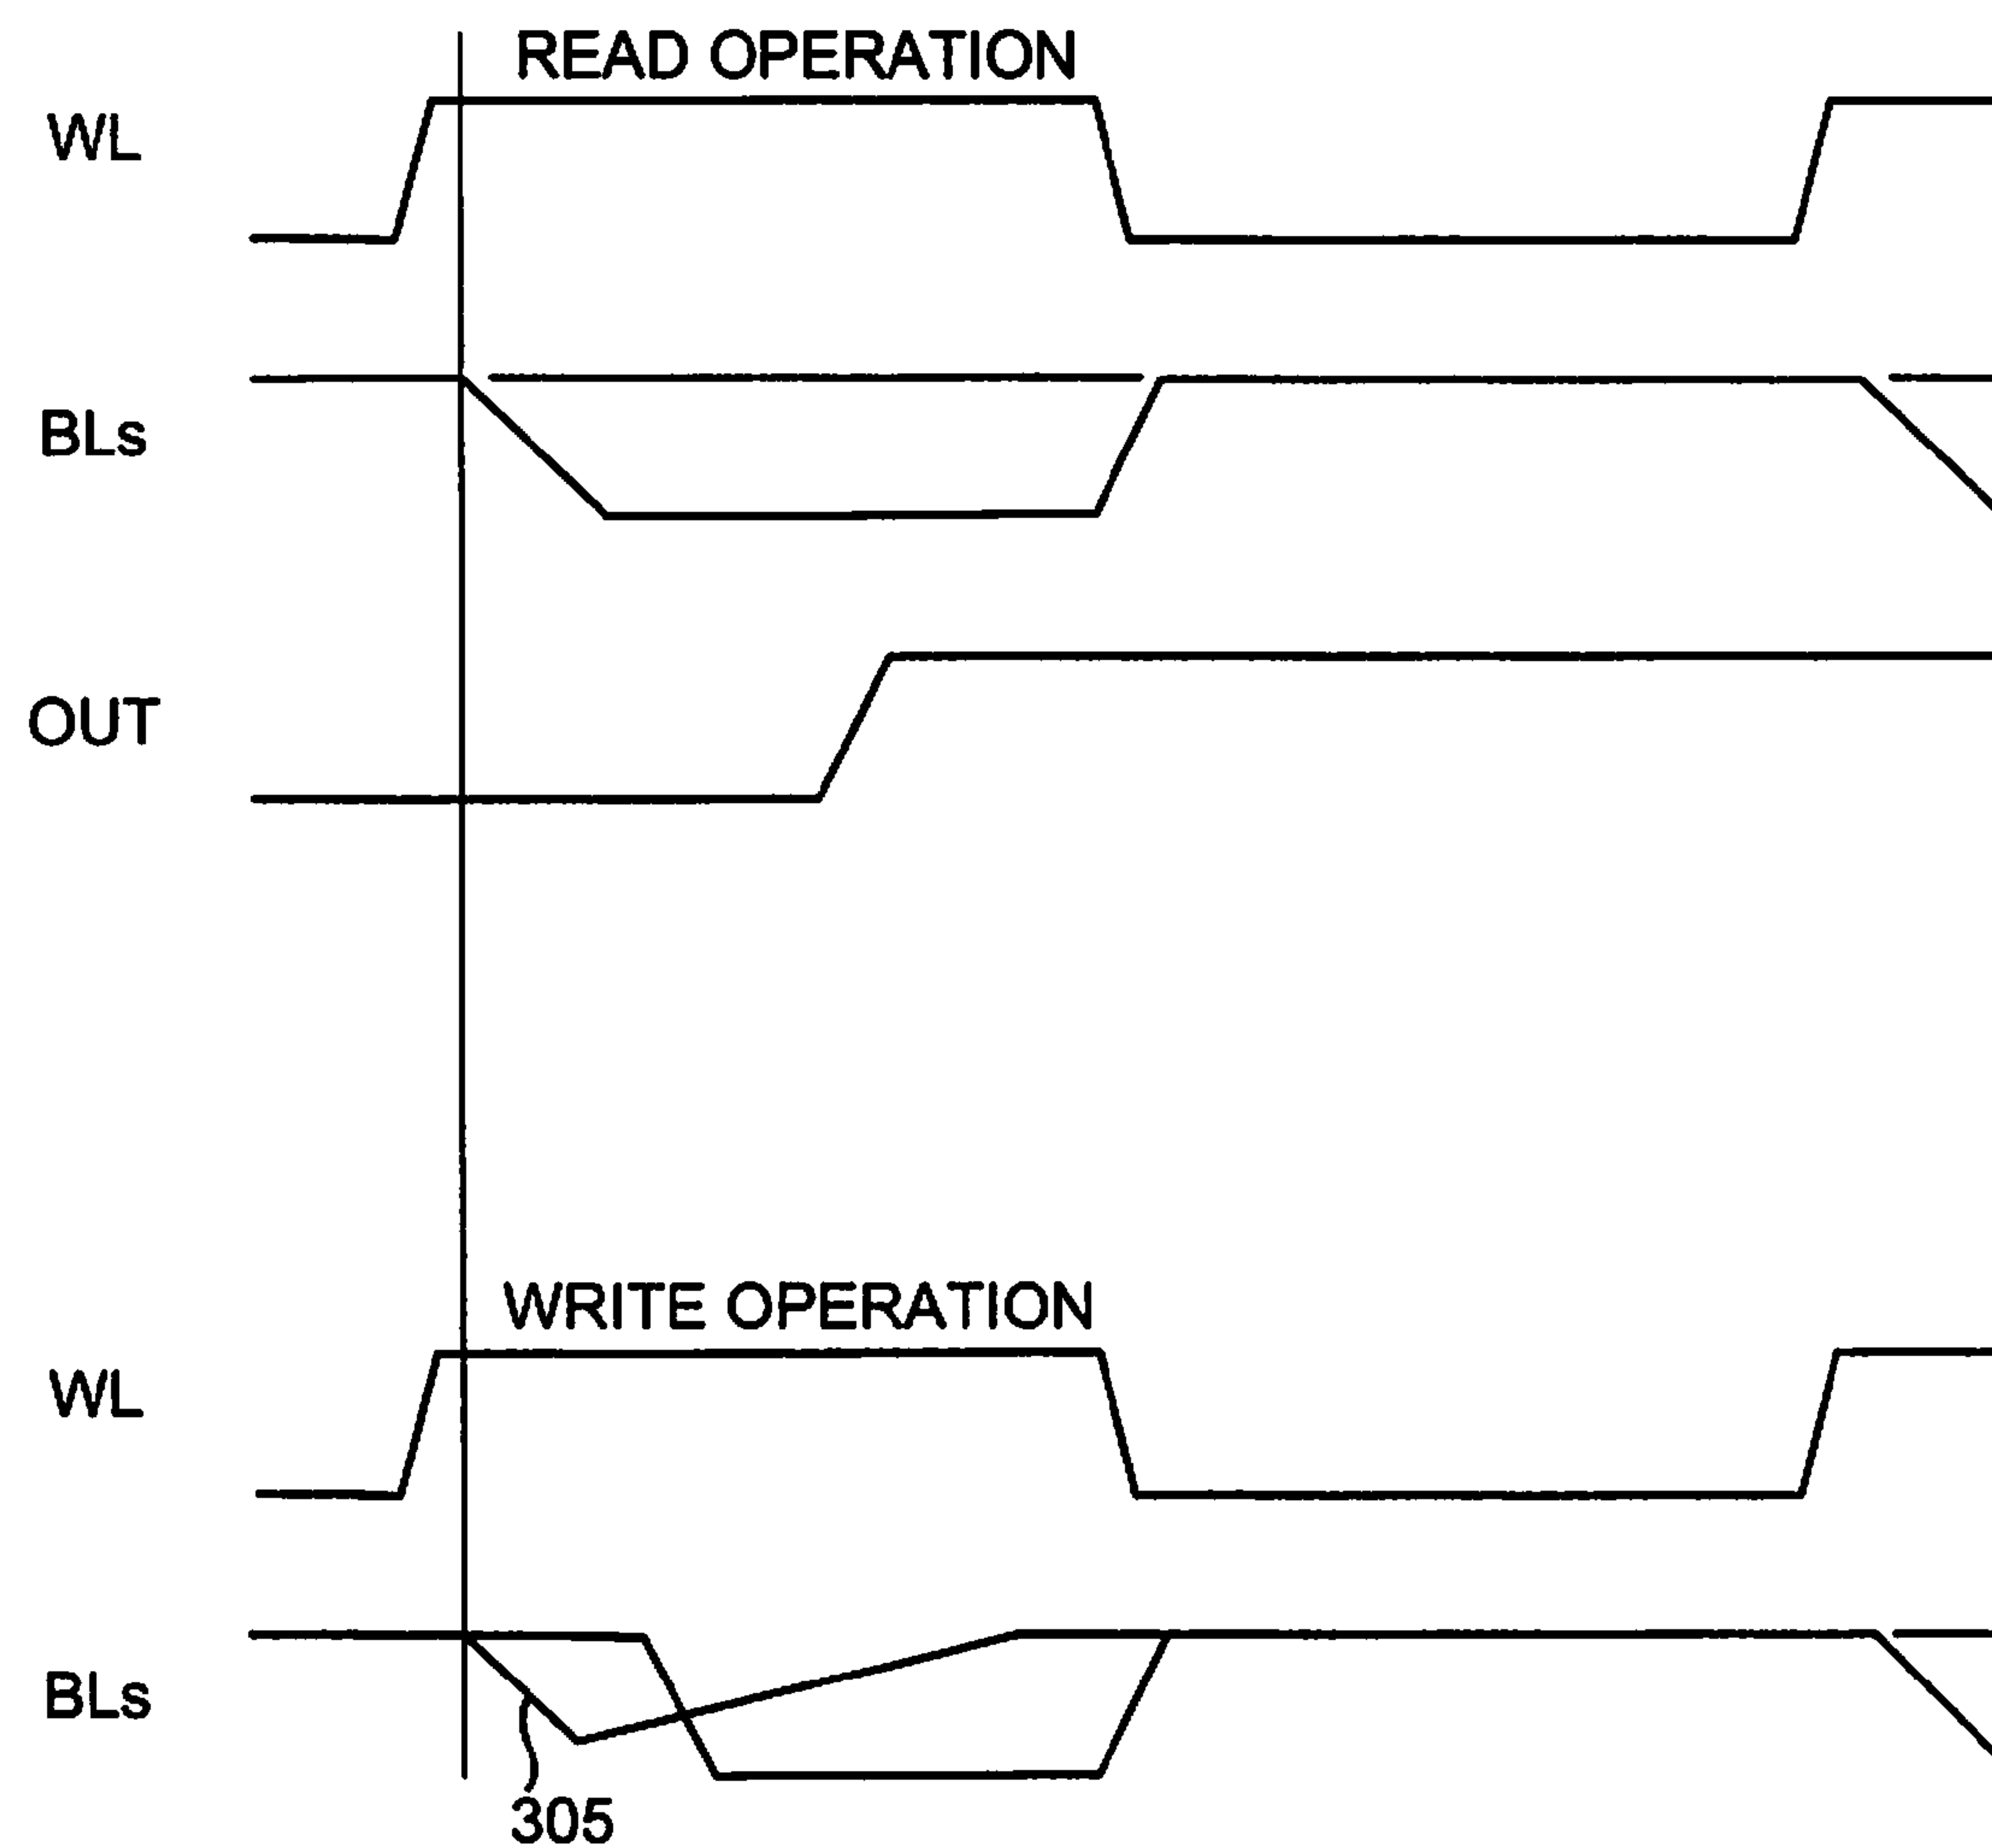 READ OPERATION
WL
BLs
OUT
WRITE OPERATION
WL
BLs
305